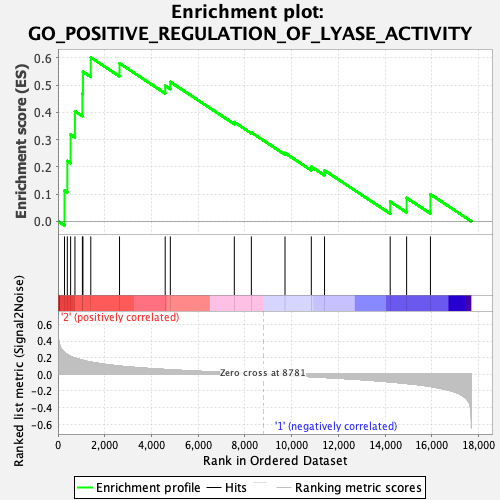 Enrichment plot:
GO_POSITIVE_REGULATION_OF_LYASE_ACTIVITY
Enrichment score (ES)
0.6
0.5
0.4
0.3
0.2
0.1
0.0
Ranked list metric (Signal2Noise)
'2' (positively correlated)
0.6
0.4
0.2
0.0
-0.2
-0.4
-0.6
Zero cross at 8781
'1' (negatively correlated)
0 2,000 4,000 6,000 8,000 10,000 12,000 14,000 16,000 18,000
Rank in Ordered Dataset
Enrichment profile Hits Ranking metric scores